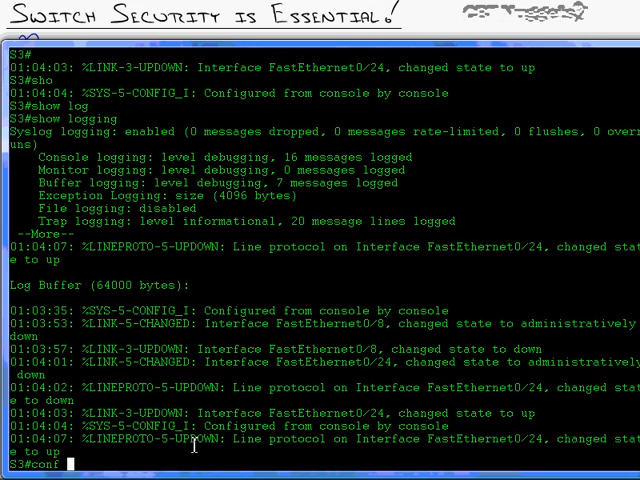 SWITCH SECURITY IS ESSENTIAL!
S3#
01:04:03: %LINK-3-UPDOWN: Interface FastEthernet0/24, changed state to up
S3#sho
01:04:04: %SYS-5-CONFIG_I: Configured from console by console
S3#show log
S3#show logging
Syslog logging: enabled (0 messages dropped, 0 messages rate-limited, 0 flushes, 0 overr
uns)
Console logging: level debugging, 16 messages logged
Monitor logging: level debugging, 0 messages logged
Buffer logging: level debugging, 7 messages logged
Exception Logging: size (4096 bytes)
File logging: disabled
Trap logging: level informational, 20 message lines logged
--More--
01:04:07: %LINEPROTO-5-UPDOWN: Line protocol on Interface FastEthernet0/24, changed stat
e to up
Log Buffer (64000 bytes):
01:03:35: %SYS-5-CONFIG_I: Configured from console by console
01:03:53: %LINK-5-CHANGED: Interface FastEthernet0/8, changed state to administratively
down
01:03:57: %LINK-3-UPDOWN: Interface FastEthernet0/8, changed state to down
01:04:01: %LINK-5-CHANGED: Interface FastEthernet0/24, changed state to administratively
down
01:04:02: %LINEPROTO-5-UPDOWN: Line protocol on Interface FastEthernet0/24, changed stat
e to down
01:04:03: %LINK-3-UPDOWN: Interface FastEthernet0/24, changed state to up
01:04:04: %SYS-5-CONFIG_I: Configured from console by console
01:04:07: %LINEPROTO-5-UPDOWN: Line protocol on Interface FastEthernet0/24, changed stat
e to up
S3#conf